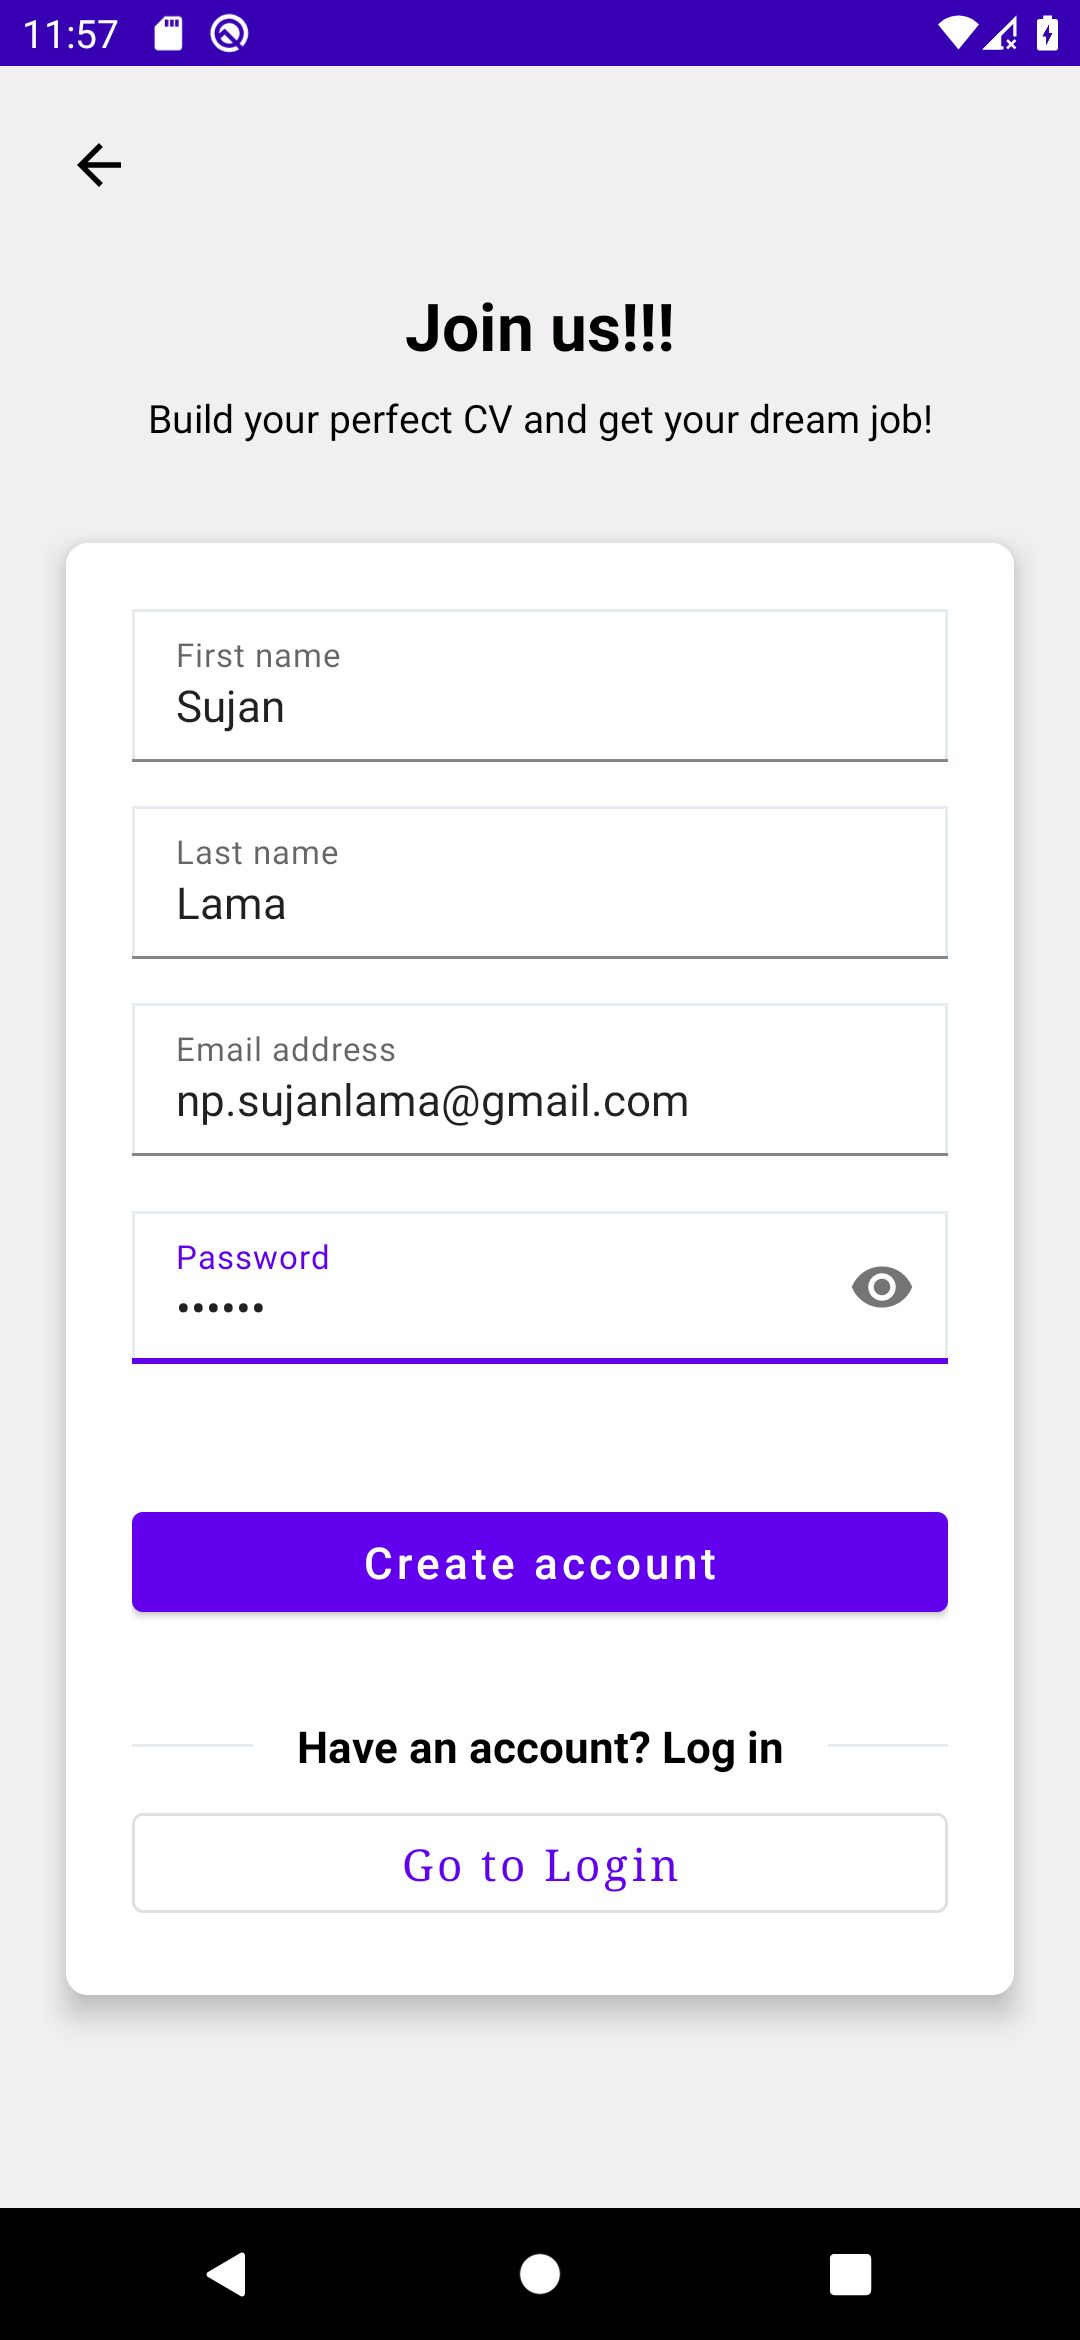 11:57
Join us!!!
Build your perfect CV and get your dream job!
First name
Sujan
Last name
Lama
Email address
np.sujanlama@gmail.com
Password
••••••
Create account
Have an account? Log in
Go to Login